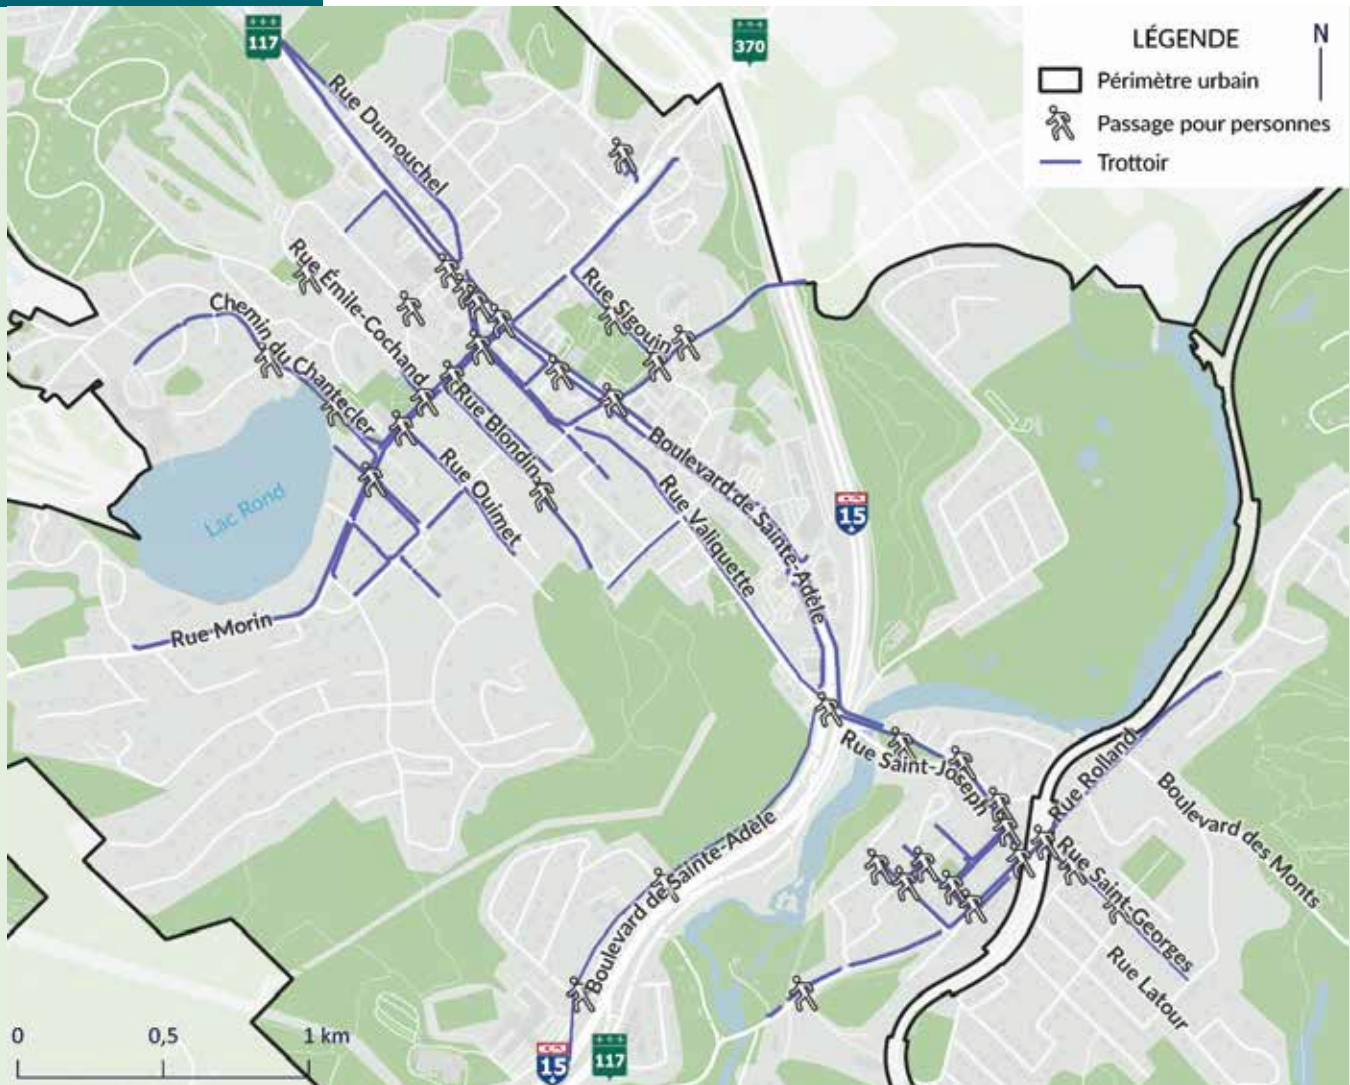 117
370
LÉGENDE
N
Périmètre urbain
Passage pour personnes
Trottoir
Rue Dumouchel
Rue Émile-Cochand
Rue Sigouin
Chemin du Chantecler
Rue Blondin
Rue Ouimet
Boulevard de Sainte-Adèle
Rue Valiquette
Lac Rond
15
Rue Morin
Rue Saint-Joseph
Rue Rolland
Boulevard des Monts
Boulevard de Sainte-Adèle
Rue Saint-Georges
Rue Latour
0 0,5 1 km
15
117